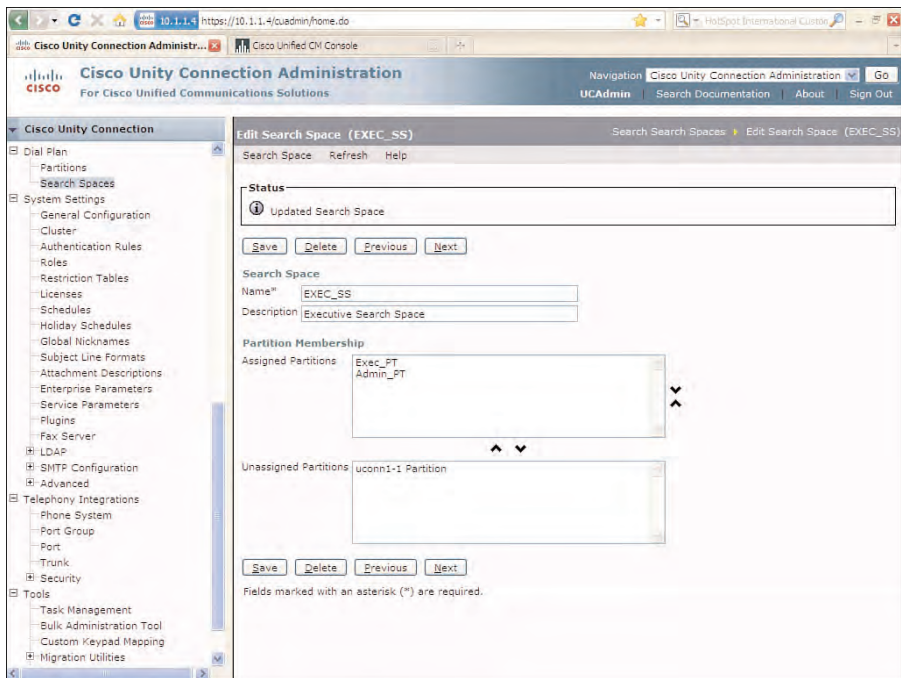 10.1.1.4 https://10.1.1.4/cuadmin/home.do
HotSpot International Custom
Cisco Unity Connection Administr...
Cisco Unified CM Console
cisco
Cisco Unity Connection Administration
For Cisco Unified Communications Solutions
Navigation Cisco Unity Connection Administration Go
UCAdmin Search Documentation About Sign Out
Cisco Unity Connection
Dial Plan
Partitions
Search Spaces
System Settings
General Configuration
Cluster
Authentication Rules
Roles
Restriction Tables
Licenses
Schedules
Holiday Schedules
Global Nicknames
Subject Line Formats
Attachment Descriptions
Enterprise Parameters
Service Parameters
Plugins
Fax Server
LDAP
SMTP Configuration
Advanced
Telephony Integrations
Phone System
Port Group
Port
Trunk
Security
Tools
Task Management
Bulk Administration Tool
Custom Keypad Mapping
Migration Utilities
Edit Search Space (EXEC_SS)
Search Search Spaces Edit Search Space (EXEC_SS)
Search Space Refresh Help
Status
Updated Search Space
Save Delete Previous Next
Search Space
Name* EXEC_SS
Description Executive Search Space
Partition Membership
Assigned Partitions Exec_PT
Admin_PT
Unassigned Partitions uconn1-1 Partition
Save Delete Previous Next
Fields marked with an asterisk (*) are required.